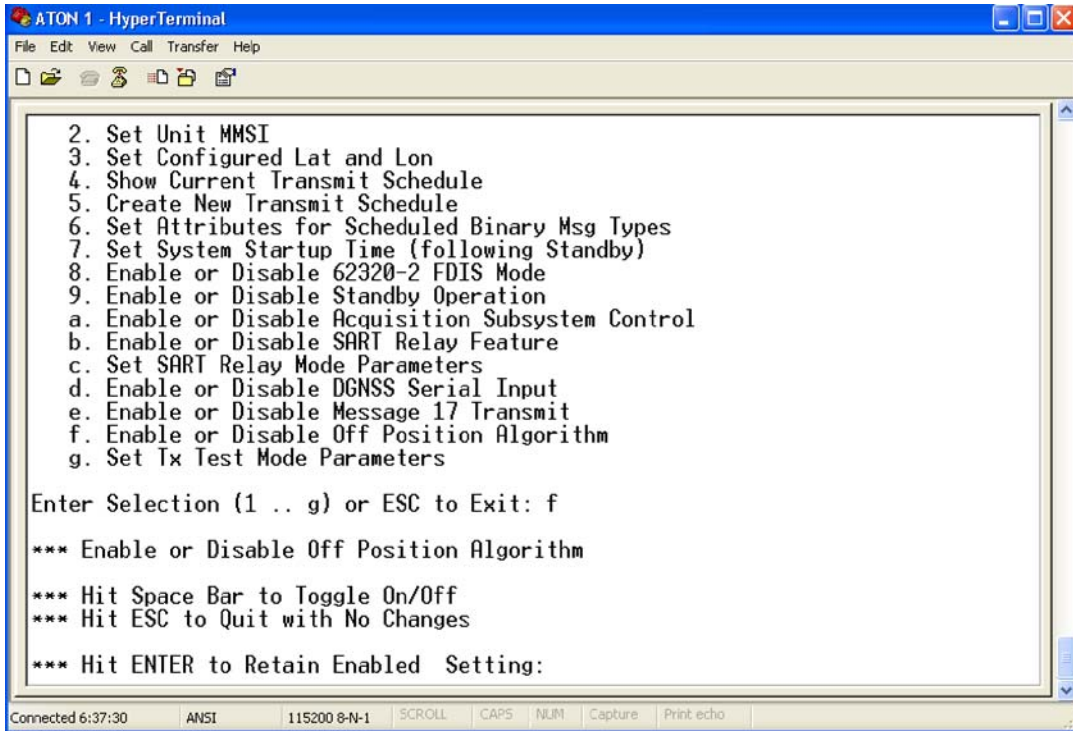 ATON 1 - HyperTerminal
File Edit View Call Transfer Help
2. Set Unit MMSI
3. Set Configured Lat and Lon
4. Show Current Transmit Schedule
5. Create New Transmit Schedule
6. Set Attributes for Scheduled Binary Msg Types
7. Set System Startup Time (following Standby)
8. Enable or Disable 62320-2 FDIS Mode
9. Enable or Disable Standby Operation
a. Enable or Disable Acquisition Subsystem Control
b. Enable or Disable SART Relay Feature
c. Set SART Relay Mode Parameters
d. Enable or Disable DGNSS Serial Input
e. Enable or Disable Message 17 Transmit
f. Enable or Disable Off Position Algorithm
g. Set Tx Test Mode Parameters
Enter Selection (1 .. g) or ESC to Exit: f
*** Enable or Disable Off Position Algorithm
*** Hit Space Bar to Toggle On/Off
*** Hit ESC to Quit with No Changes
*** Hit ENTER to Retain Enabled  Setting:
Connected 6:37:30 ANSI 115200 8-N-1 SCROLL CAPS NUM Capture Print echo